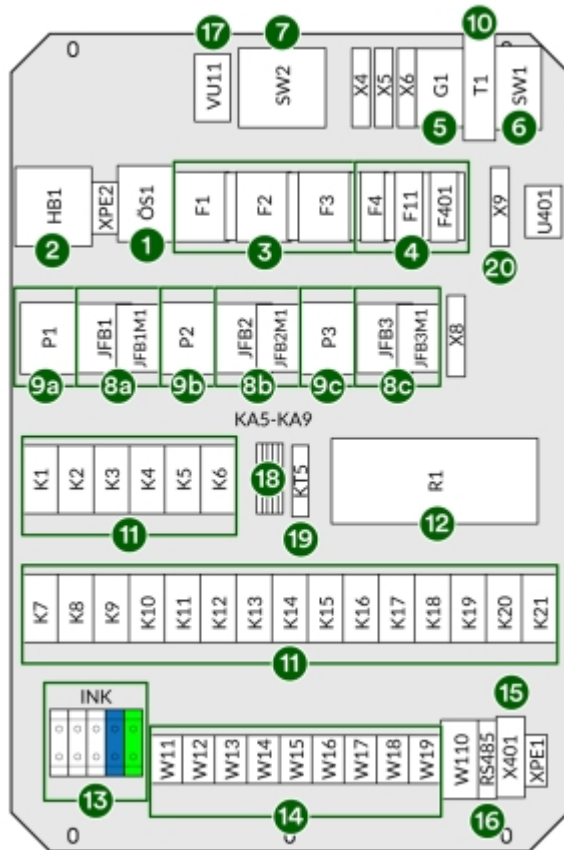 17 7 10
0 VU11 SW2 X4 X5 X6 G1 T1 SW1 0
5 6
HB1 XPE2 ÖS1 F1 F2 F3 F4 F11 F401 X9 U401
2 1 3 4 20
P1 JFB1 JFB1M1 P2 JFB2 JFB2M1 P3 JFB3 JFB3M1 X8
9a 8a 9b 8b 9c 8c
KA5-KA9
K1 K2 K3 K4 K5 K6 18 KT5 R1
11 19 12
K7 K8 K9 K10 K11 K12 K13 K14 K15 K16 K17 K18 K19 K20 K21
11
INK 15
W11 W12 W13 W14 W15 W16 W17 W18 W19 W110 RS485 X401 XPE1
13 14 16
0 0 0